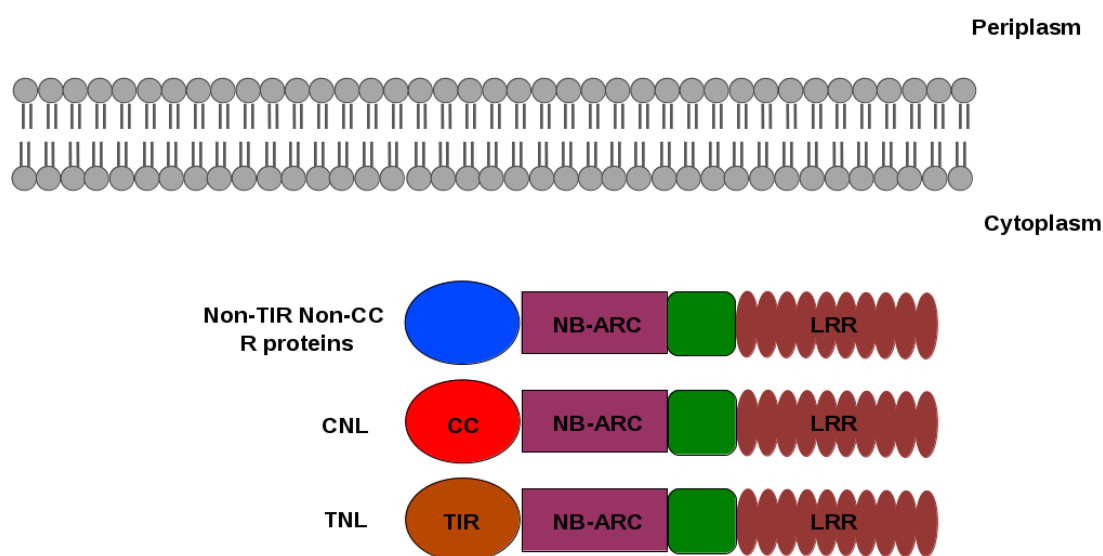 Periplasm
Cytoplasm
Non-TIR Non-CC
R proteins
NB-ARC
LRR
CNL
CC
NB-ARC
LRR
TNL
TIR
NB-ARC
LRR